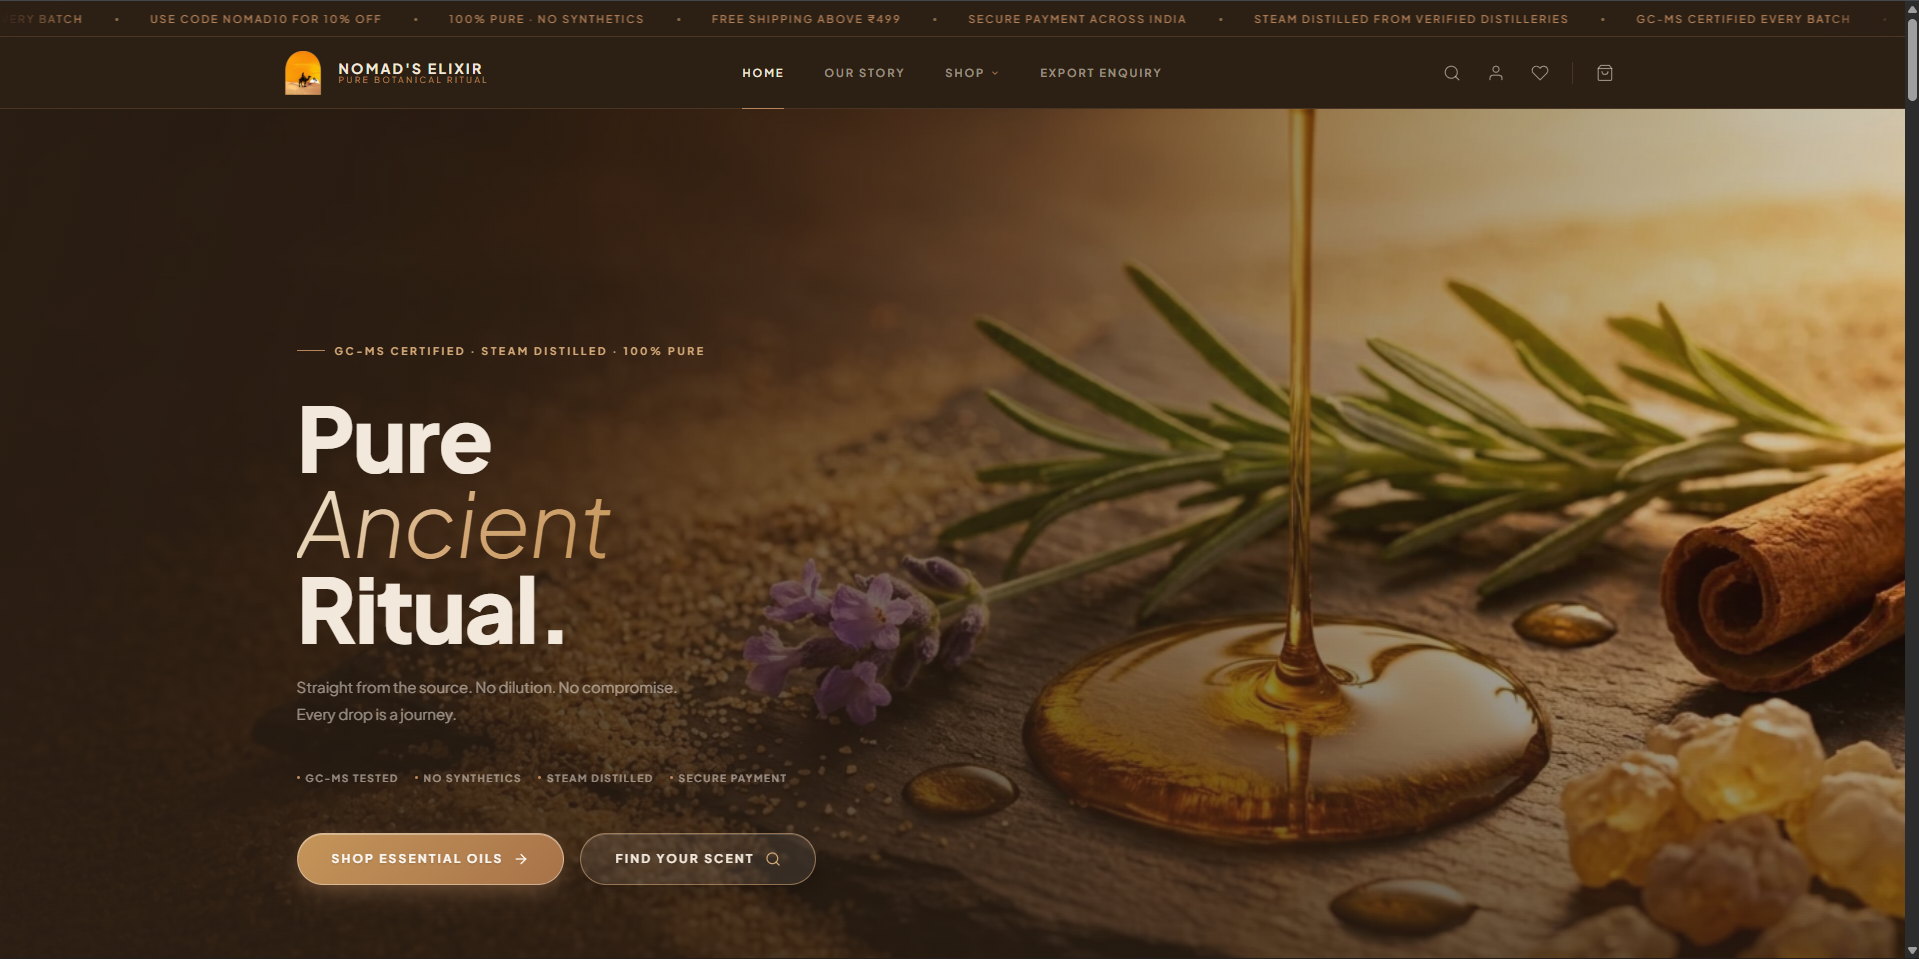 ERY BATCH • USE CODE NOMAD10 FOR 10% OFF • 100% PURE · NO SYNTHETICS • FREE SHIPPING ABOVE ₹499 • SECURE PAYMENT ACROSS INDIA • STEAM DISTILLED FROM VERIFIED DISTILLERIES • GC-MS CERTIFIED EVERY BATCH •
NOMAD'S ELIXIR
PURE BOTANICAL RITUAL
HOME OUR STORY SHOP EXPORT ENQUIRY
GC-MS CERTIFIED · STEAM DISTILLED · 100% PURE
Pure
Ancient
Ritual.
Straight from the source. No dilution. No compromise.
Every drop is a journey.
• GC-MS TESTED • NO SYNTHETICS • STEAM DISTILLED • SECURE PAYMENT
SHOP ESSENTIAL OILS →
FIND YOUR SCENT